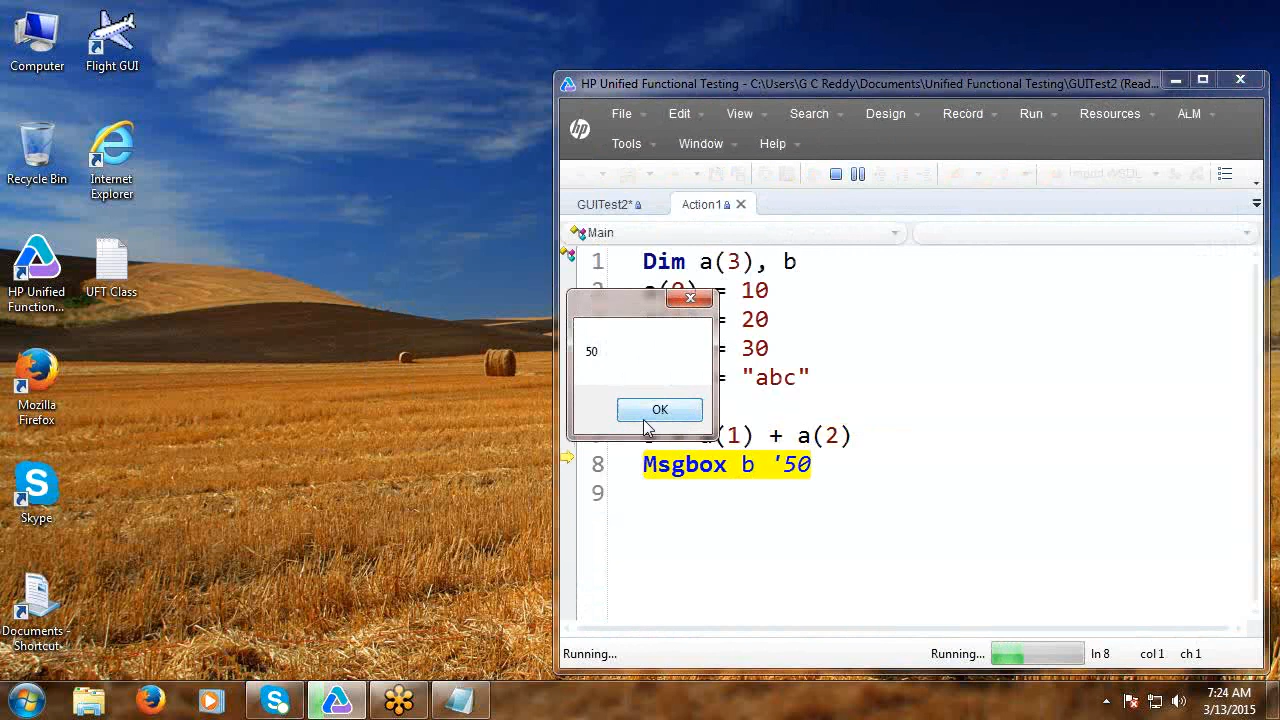 Computer
Flight GUI
Recycle Bin
Internet
Explorer
HP Unified
Function...
UFT Class
Mozilla
Firefox
Skype
Documents -
Shortcut
HP Unified Functional Testing - C:\Users\G C Reddy\Documents\Unified Functional Testing\GUITest2 (Read...
hp
File Edit View Search Design Record Run Resources ALM
Tools Window Help
GUITest2* Action1
Main
1 Dim a(3), b
= 10
= 20
= 30
= "abc"
50
OK
(1) + a(2)
8 Msgbox b '50
9
Running... Running... ln 8 col 1 ch 1
7:24 AM
3/13/2015